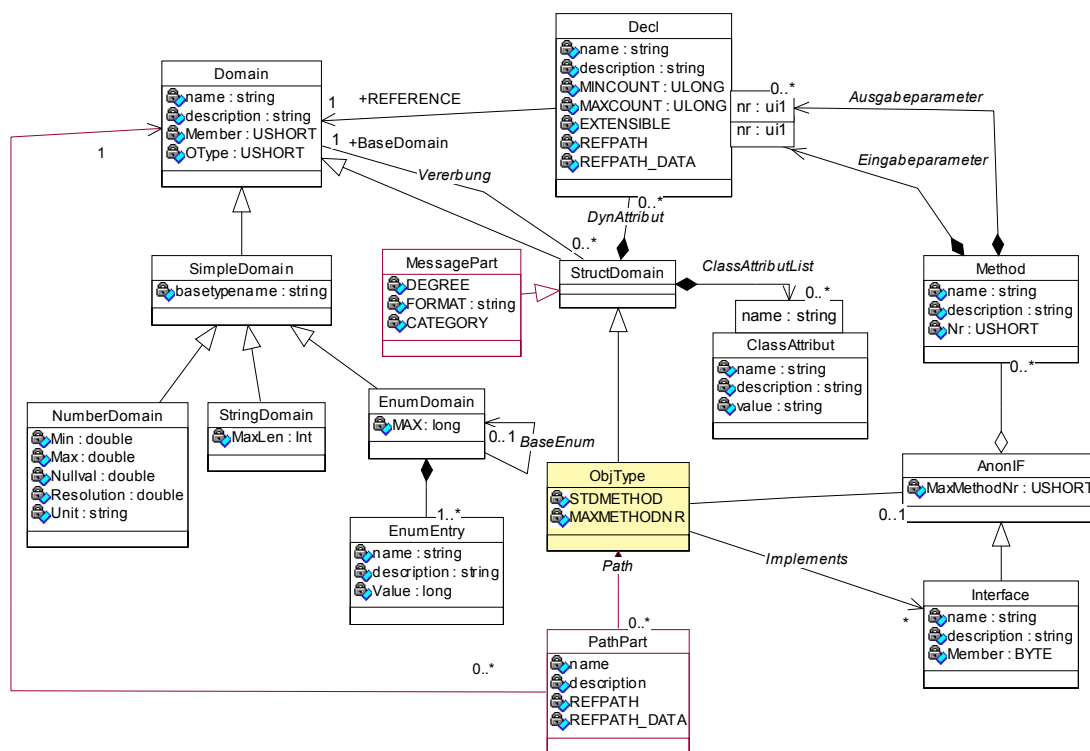 Decl
name : string
description : string
MINCOUNT : ULONG
MAXCOUNT : ULONG
EXTENSIBLE
REFPATH
REFPATH_DATA
0..*
nr : ui1
nr : ui1
Ausgabeparameter
Eingabeparameter
Domain
name : string
description : string
Member : USHORT
OType : USHORT
1
+REFERENCE
1
+BaseDomain
1
Vererbung
0..*
DynAttribut
0..*
SimpleDomain
basetypename : string
MessagePart
DEGREE
FORMAT : string
CATEGORY
StructDomain
ClassAttributList
0..*
name : string
ClassAttribut
name : string
description : string
value : string
Method
name : string
description : string
Nr : USHORT
0..*
NumberDomain
Min : double
Max : double
Nullval : double
Resolution : double
Unit : string
StringDomain
MaxLen : Int
EnumDomain
MAX : long
0..1
BaseEnum
1..*
EnumEntry
name : string
description : string
Value : long
ObjType
STDMETHOD
MAXMETHODNR
AnonIF
MaxMethodNr : USHORT
0..1
Implements
*
Path
0..*
Interface
name : string
description : string
Member : BYTE
PathPart
name
description
REFPATH
REFPATH_DATA
0..*